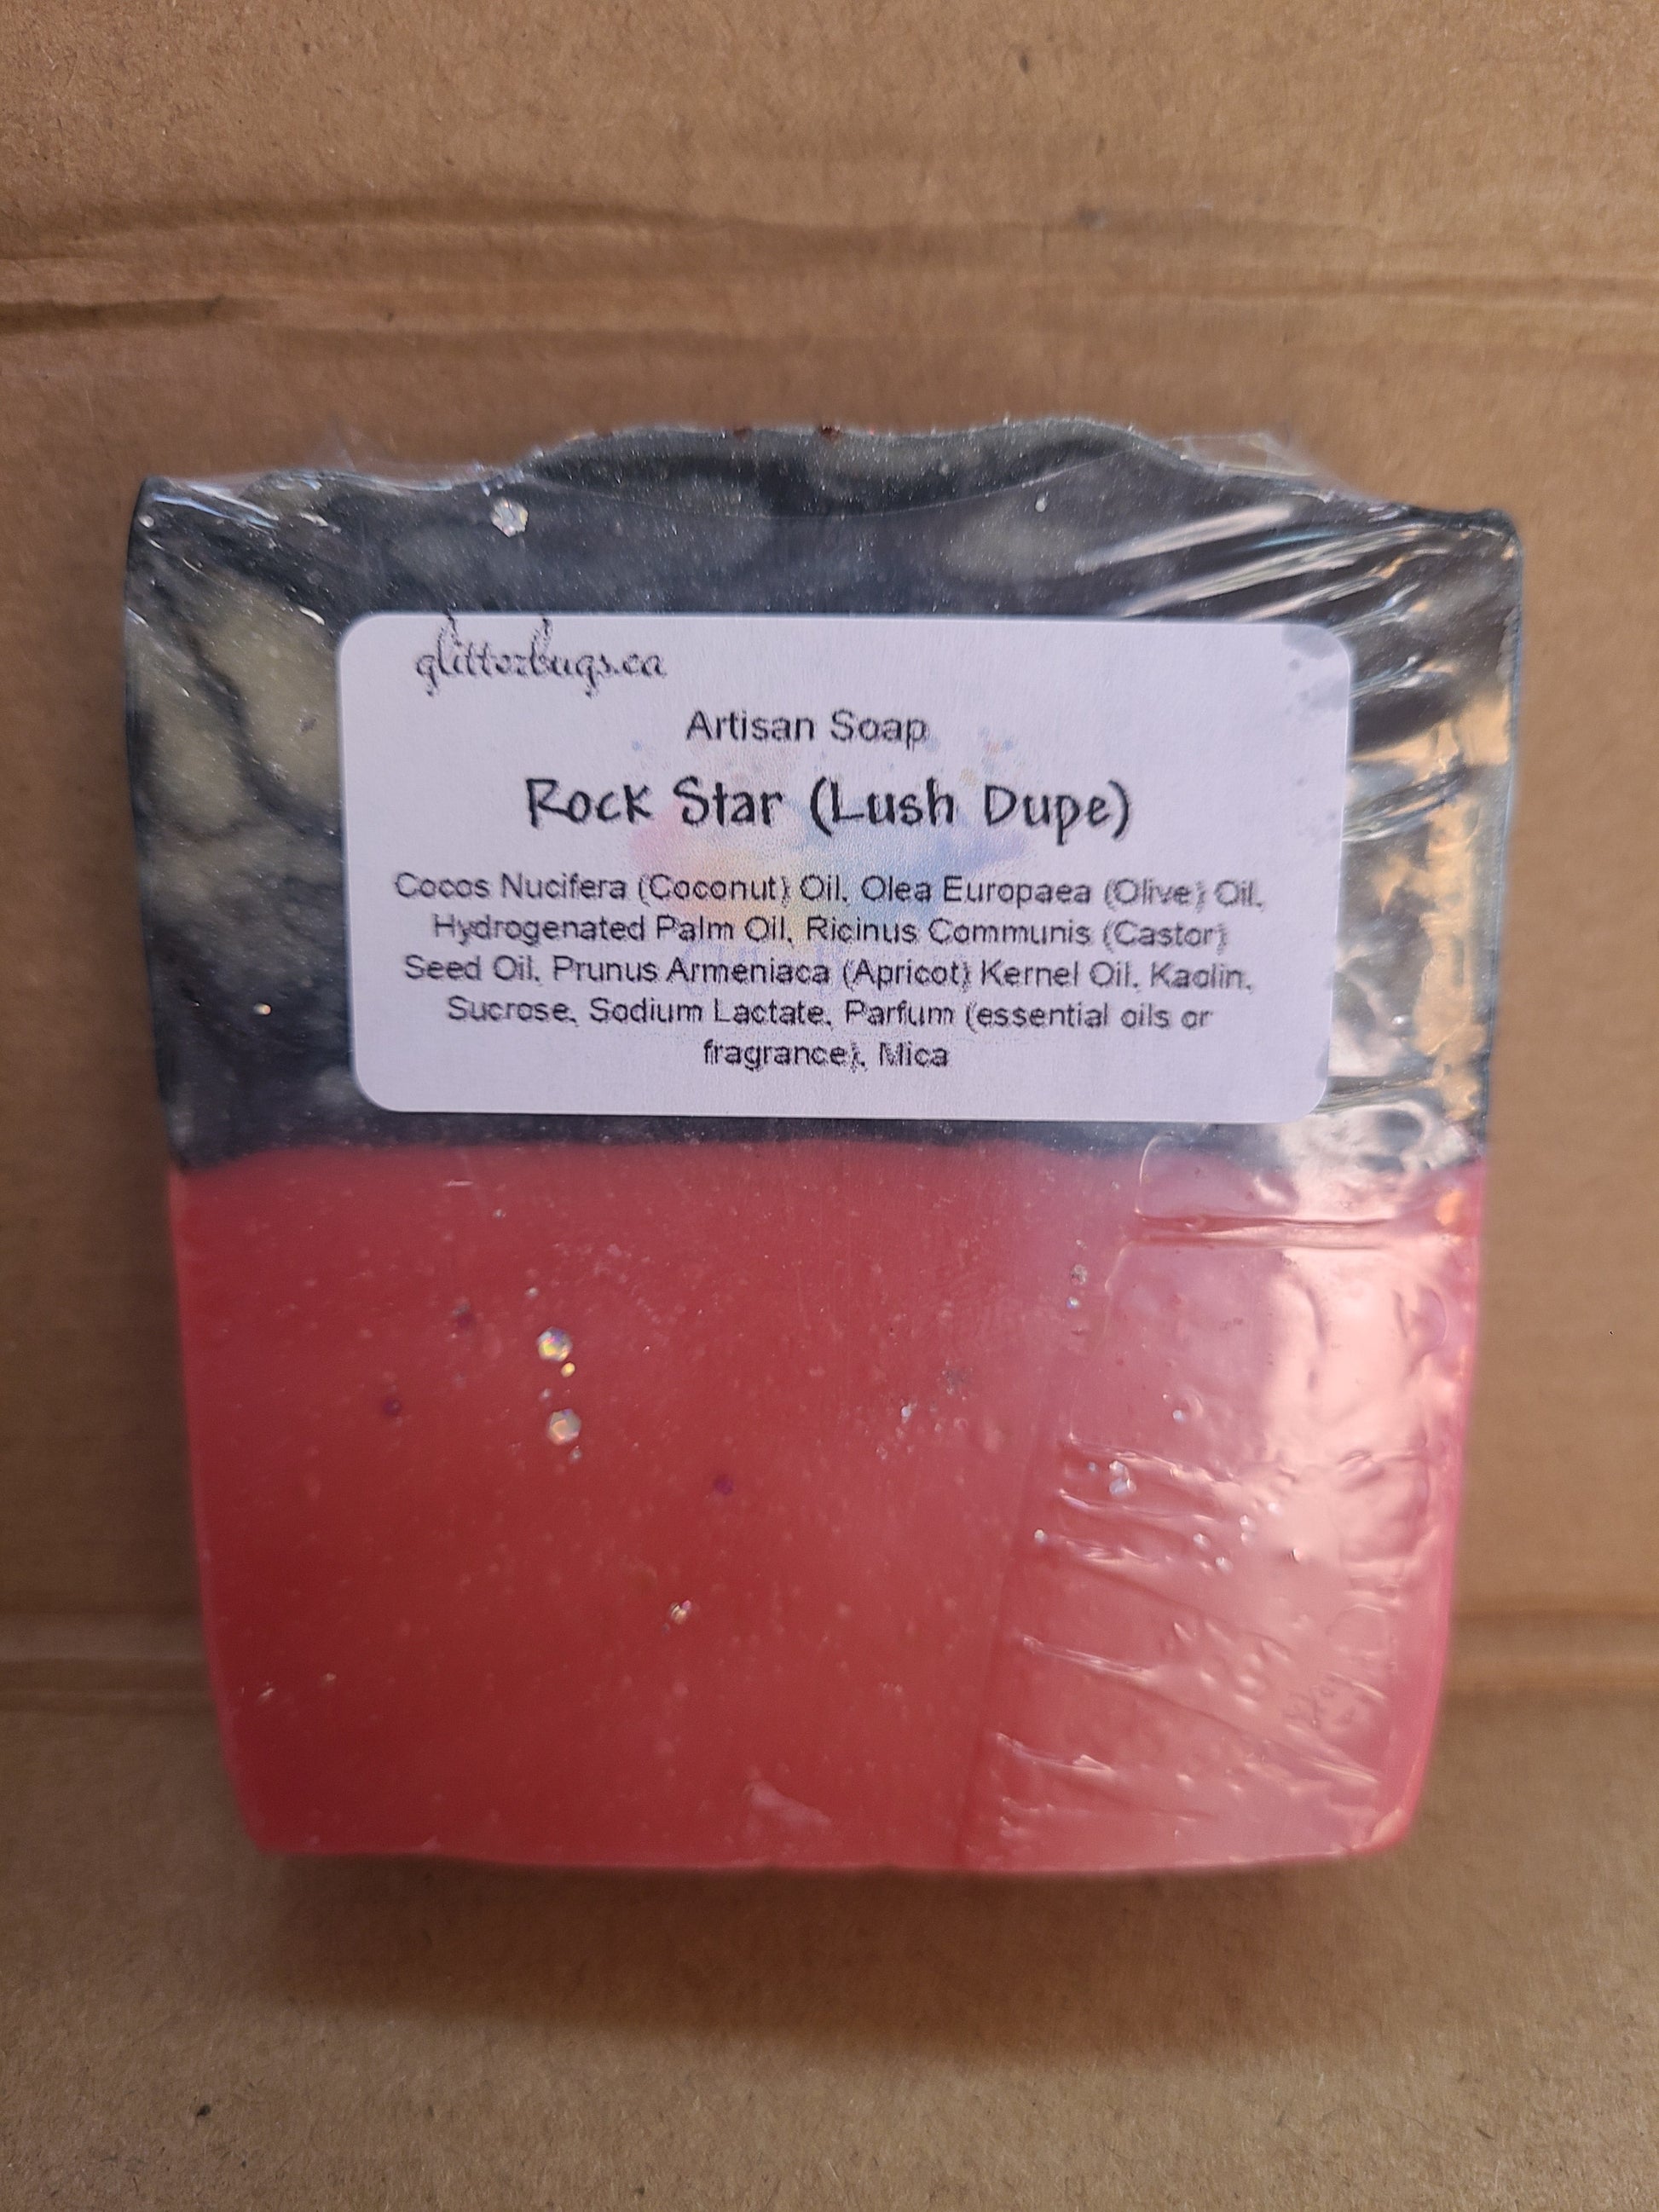 glitterbugs.ca
Artisan Soap
Rock Star (Lush Dupe)
Cocos Nucifera (Coconut) Oil, Olea Europaea (Olive) Oil,
Hydrogenated Palm Oil, Ricinus Communis (Castor)
Seed Oil, Prunus Armeniaca (Apricot) Kernel Oil, Kaolin,
Sucrose, Sodium Lactate, Parfum (essential oils or
fragrance), Mica